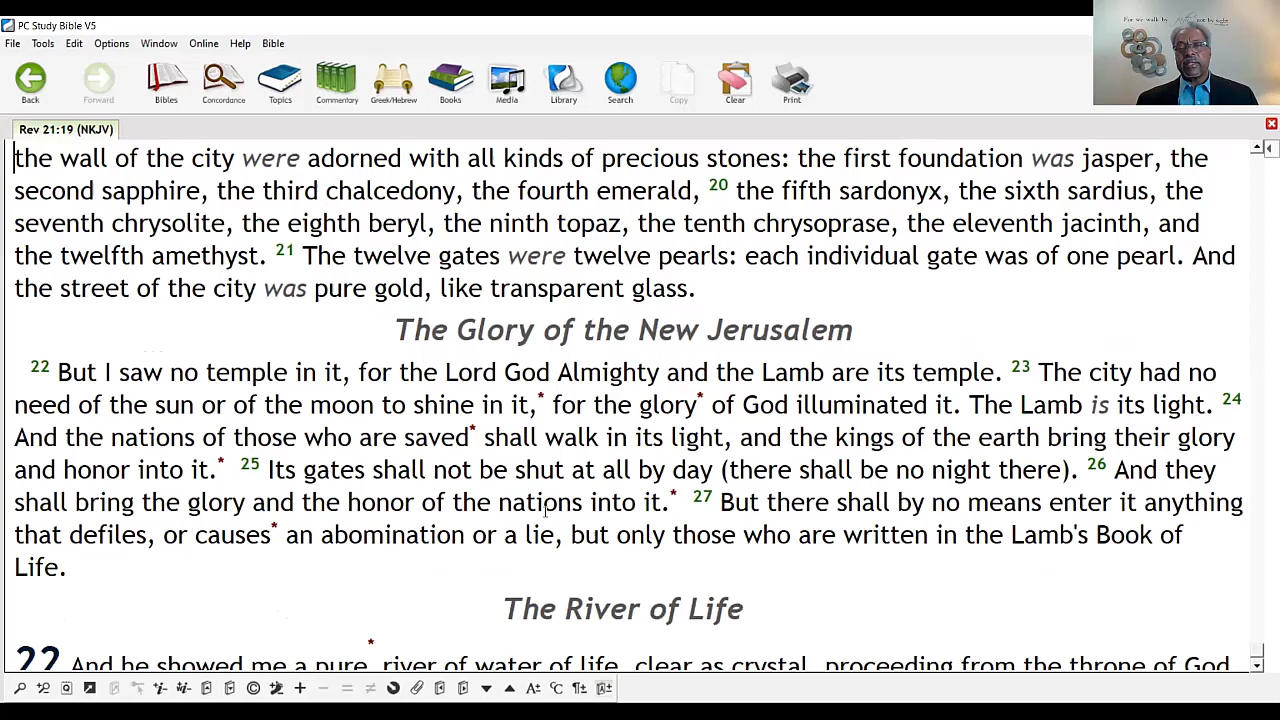 PC Study Bible V5
For we walk by faith not by sight
File Tools Edit Options Window Online Help Bible
Back Forward Bibles Concordance Topics Commentary Greek/Hebrew Books Media Library Search Copy Clear Print
Rev 21:19 (NKJV)
the wall of the city were adorned with all kinds of precious stones: the first foundation was jasper, the
second sapphire, the third chalcedony, the fourth emerald, 20 the fifth sardonyx, the sixth sardius, the
seventh chrysolite, the eighth beryl, the ninth topaz, the tenth chrysoprase, the eleventh jacinth, and
the twelfth amethyst. 21 The twelve gates were twelve pearls: each individual gate was of one pearl. And
the street of the city was pure gold, like transparent glass.
The Glory of the New Jerusalem
22 But I saw no temple in it, for the Lord God Almighty and the Lamb are its temple. 23 The city had no
need of the sun or of the moon to shine in it,* for the glory* of God illuminated it. The Lamb is its light. 24
And the nations of those who are saved* shall walk in its light, and the kings of the earth bring their glory
and honor into it.* 25 Its gates shall not be shut at all by day (there shall be no night there). 26 And they
shall bring the glory and the honor of the nations into it.* 27 But there shall by no means enter it anything
that defiles, or causes* an abomination or a lie, but only those who are written in the Lamb's Book of
Life.
The River of Life
22 And he showed me a pure* river of water of life, clear as crystal, proceeding from the throne of God